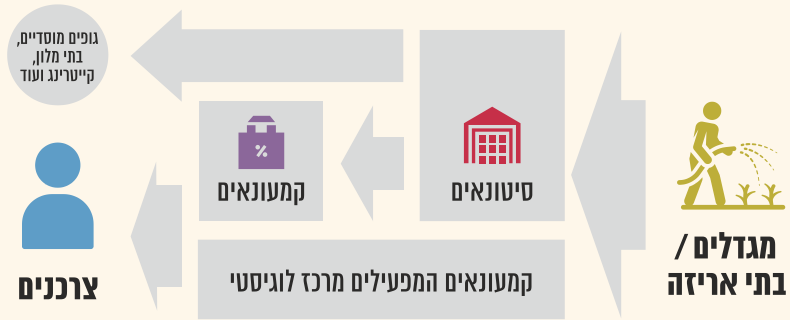 מגדלים /
בתי אריזה
סיטונאים
קמעונאים
קמעונאים המפעילים מרכז לוגיסטי
גופים מוסדיים,
בתי מלון,
קייטרינג ועוד
צרכנים
%